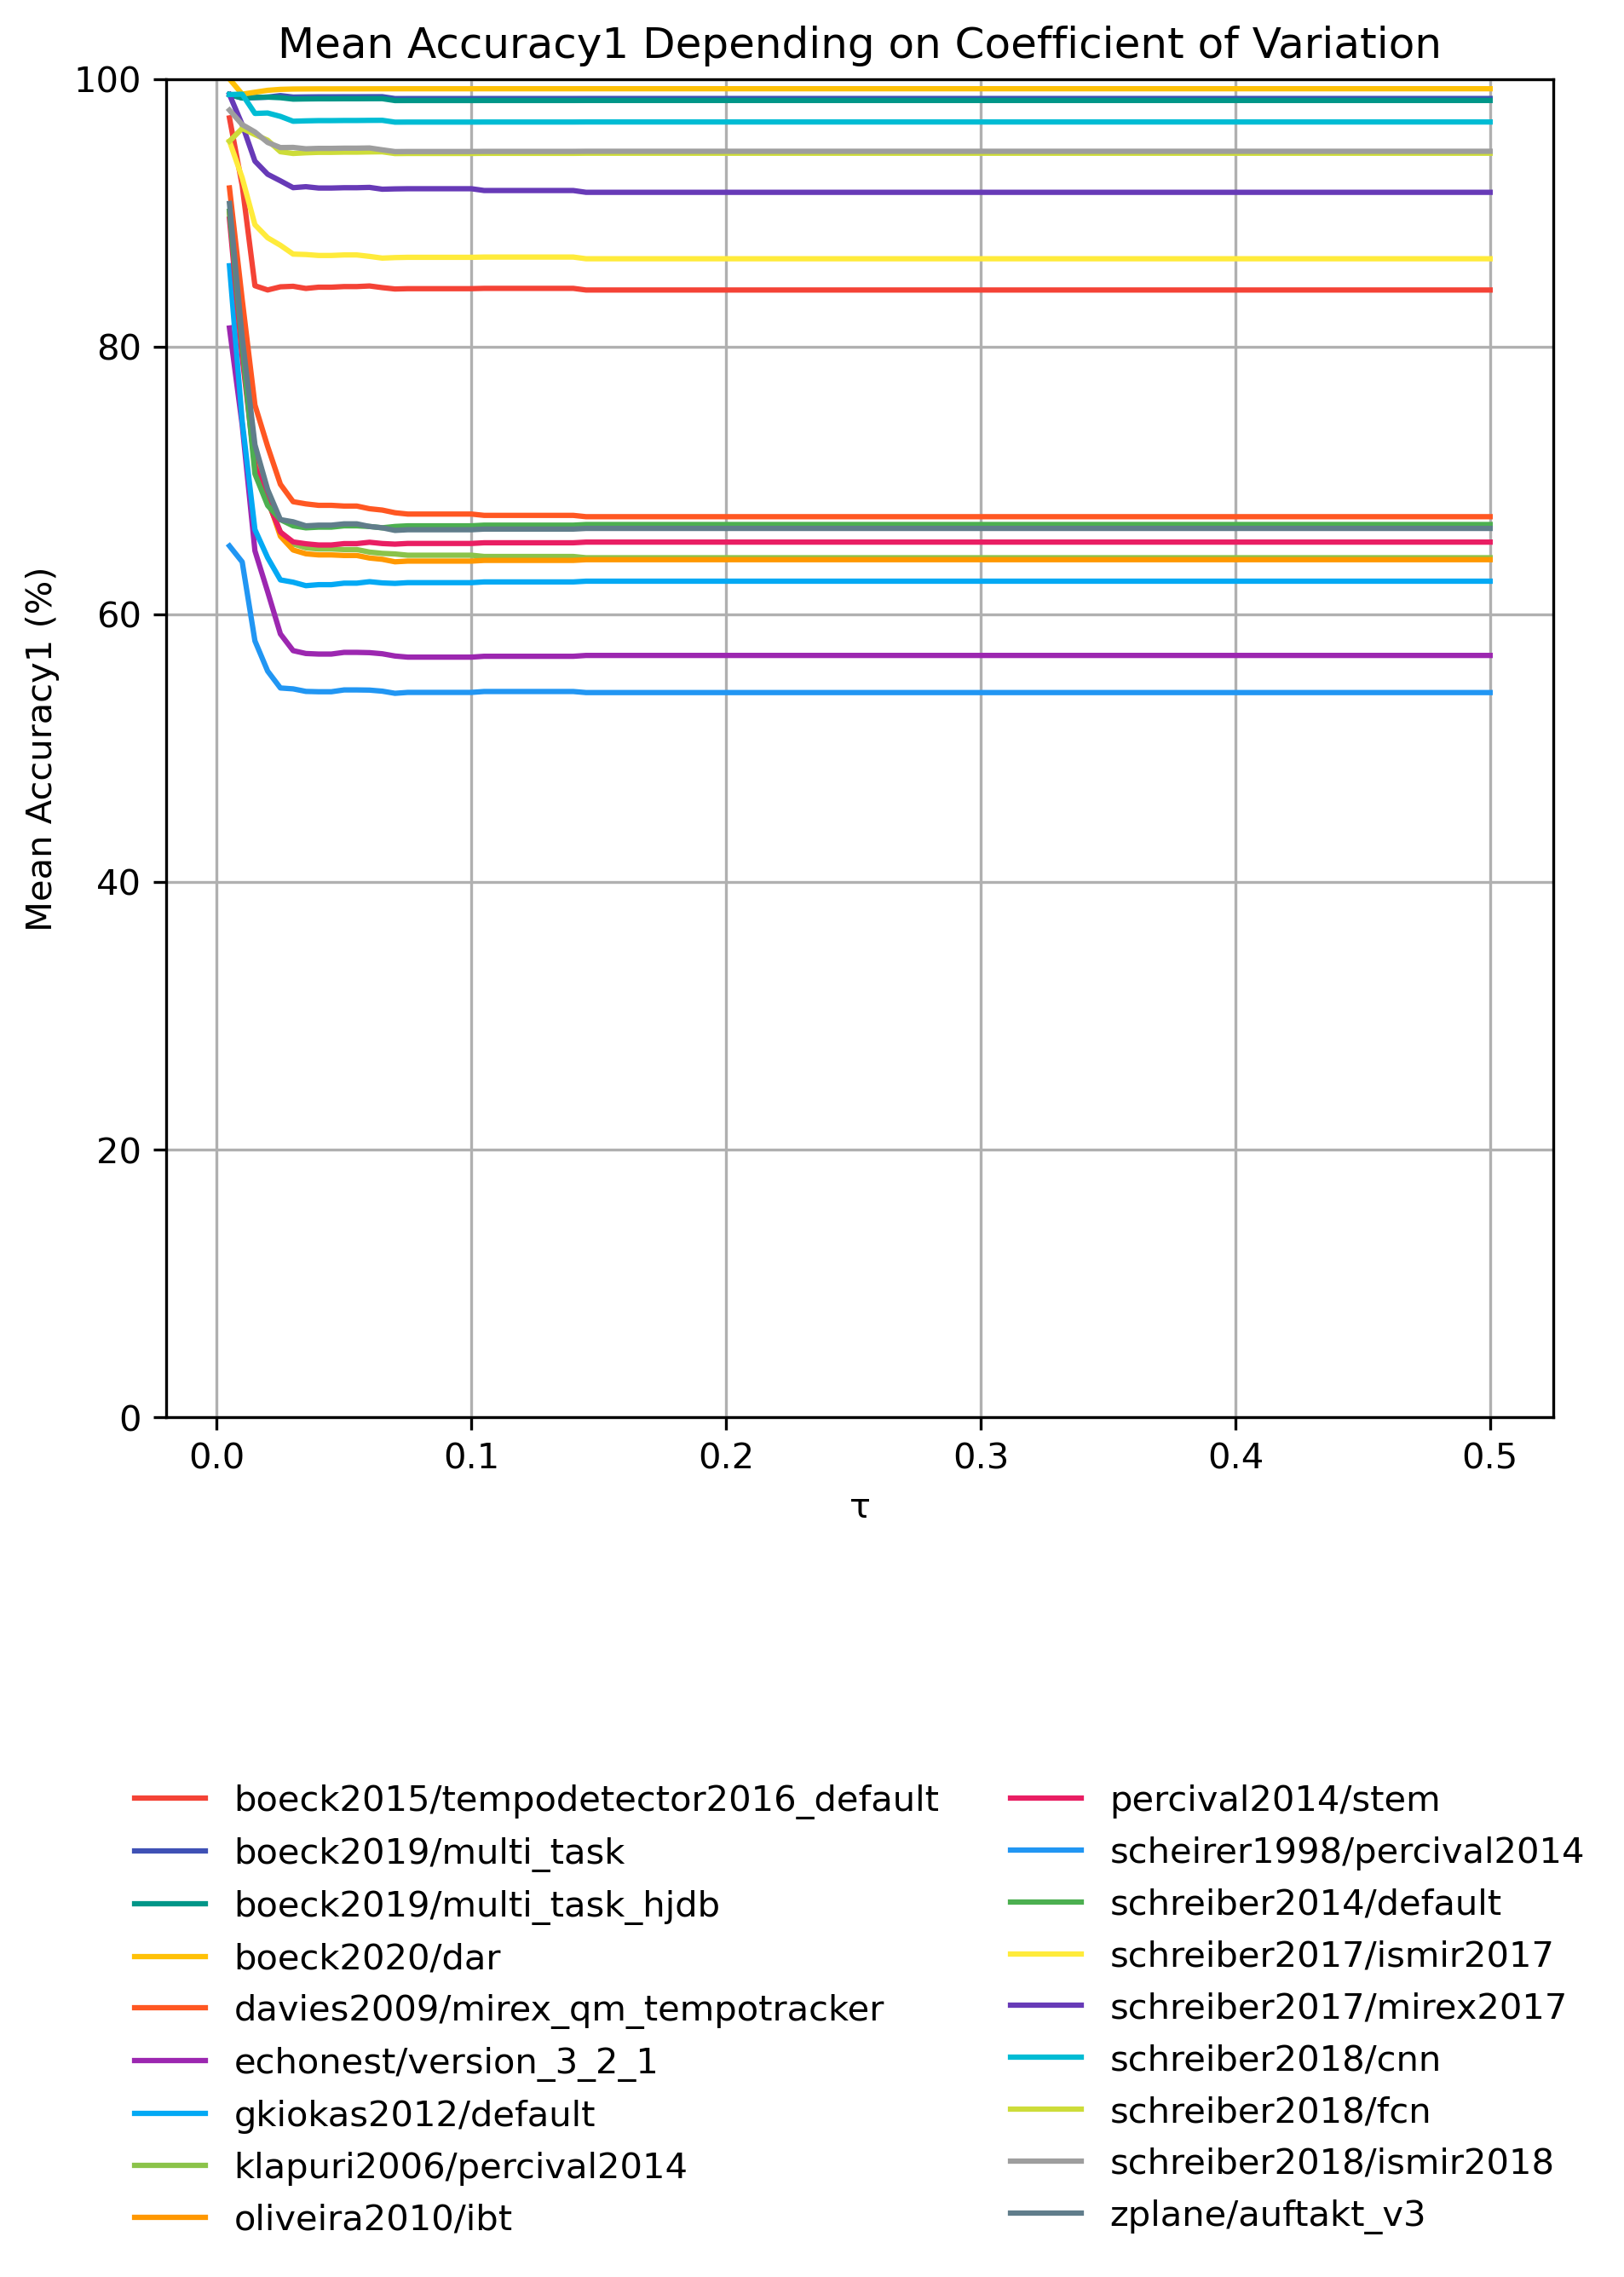 Mean Accuracy1 Depending on Coefficient of Variation
100
80
60
40
20
0
Mean Accuracy1 (%)
0.0 0.1 0.2 0.3 0.4 0.5
τ
boeck2015/tempodetector2016_default
boeck2019/multi_task
boeck2019/multi_task_hjdb
boeck2020/dar
davies2009/mirex_qm_tempotracker
echonest/version_3_2_1
gkiokas2012/default
klapuri2006/percival2014
oliveira2010/ibt
percival2014/stem
scheirer1998/percival2014
schreiber2014/default
schreiber2017/ismir2017
schreiber2017/mirex2017
schreiber2018/cnn
schreiber2018/fcn
schreiber2018/ismir2018
zplane/auftakt_v3